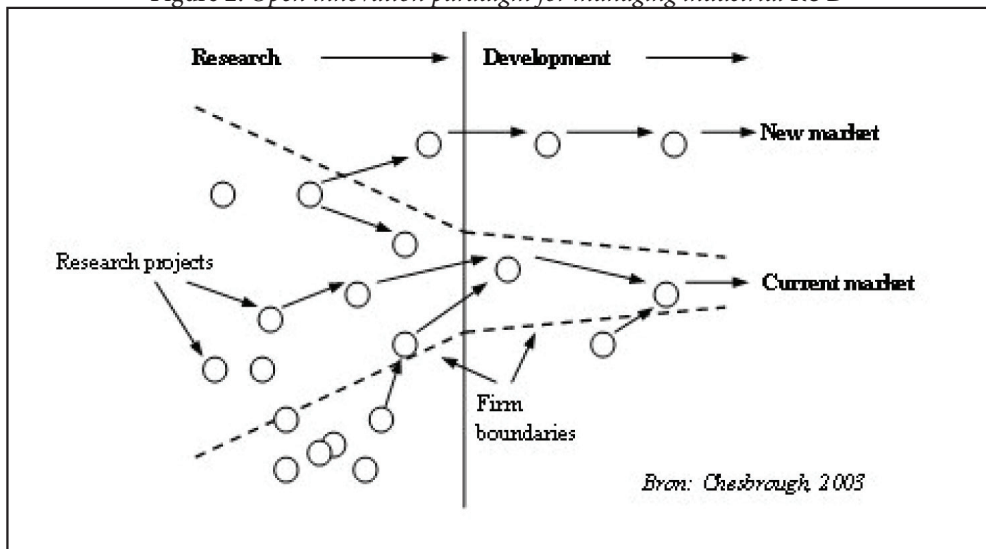 Figure 2. Open innovation paradigm for managing industrial R& D
Research
Development
New market
Research projects
Current market
Firm
boundaries
Bron: Chesbrough, 2003